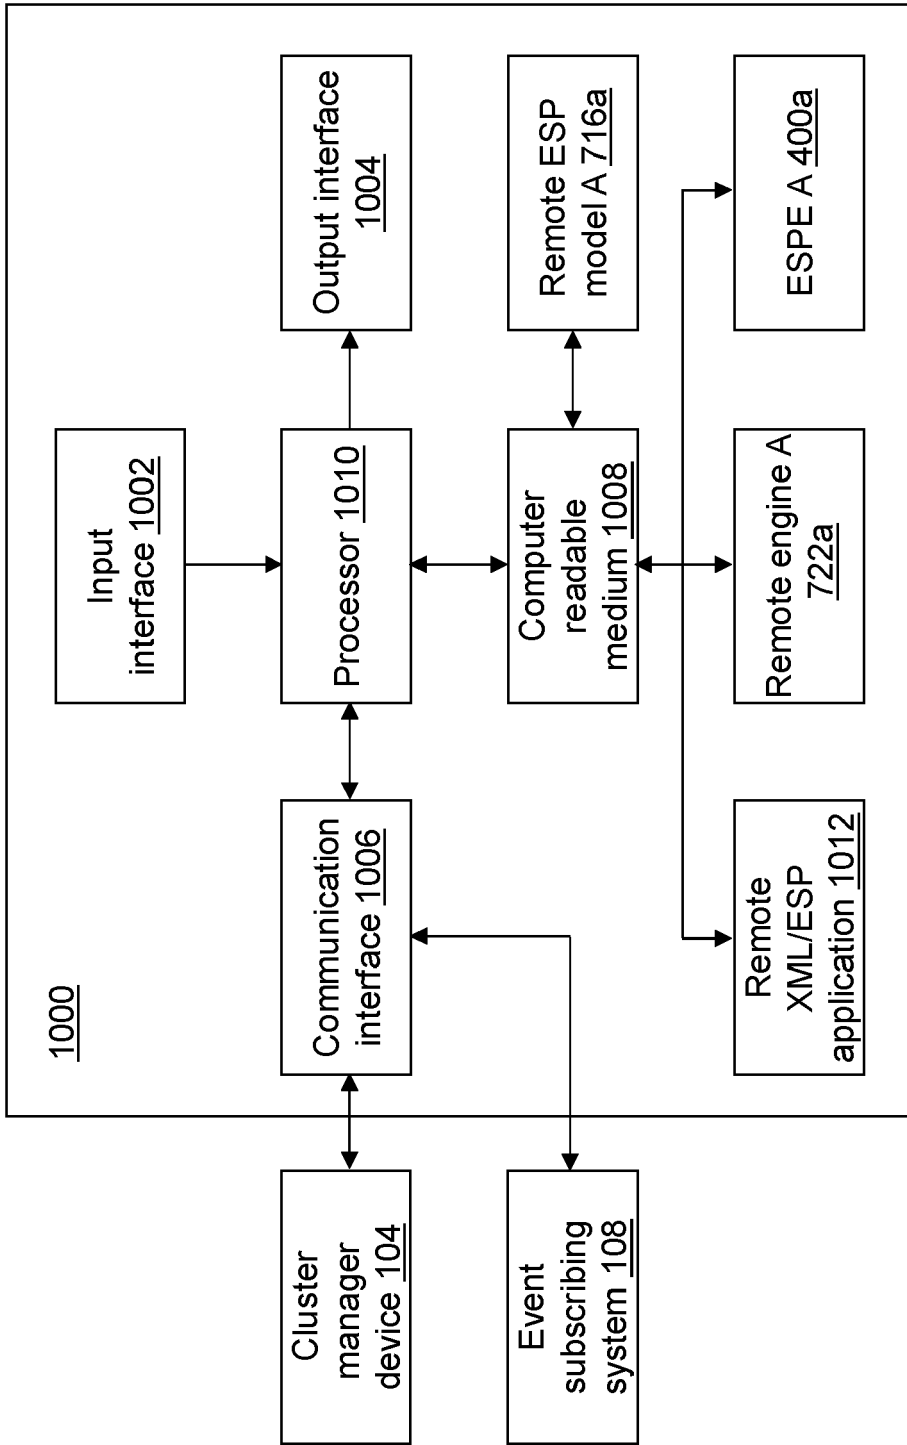 1000
Input
interface 1002
Cluster
manager
device 104
Communication
interface 1006
Processor 1010
Output interface
1004
Event
subscribing
system 108
Computer
readable
medium 1008
Remote ESP
model A 716a
Remote
XML/ESP
application 1012
Remote engine A
722a
ESPE A 400a